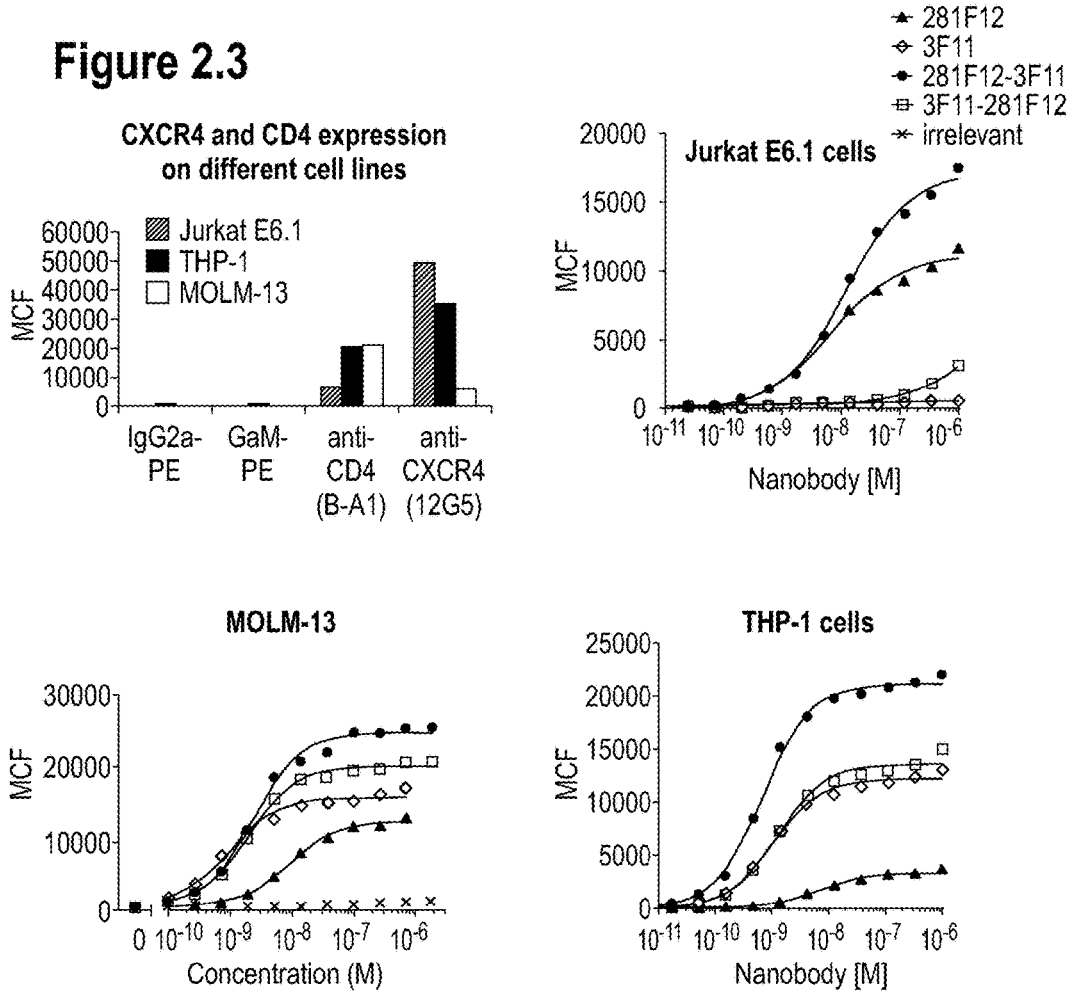 Figure 2.3
281F12
3F11
281F12-3F11
3F11-281F12
irrelevant
CXCR4 and CD4 expression
on different cell lines
Jurkat E6.1
THP-1
MOLM-13
MCF
60000
50000
40000
30000
20000
10000
0
IgG2a-
PE
GaM-
PE
anti-
CD4
(B-A1)
anti-
CXCR4
(12G5)
Jurkat E6.1 cells
MCF
20000
15000
10000
5000
0
10-11 10-10 10-9 10-8 10-7 10-6
Nanobody [M]
MOLM-13
MCF
30000
20000
10000
0
0 10-10 10-9 10-8 10-7 10-6
Concentration (M)
THP-1 cells
MCF
25000
20000
15000
10000
5000
0
10-11 10-10 10-9 10-8 10-7 10-6
Nanobody [M]